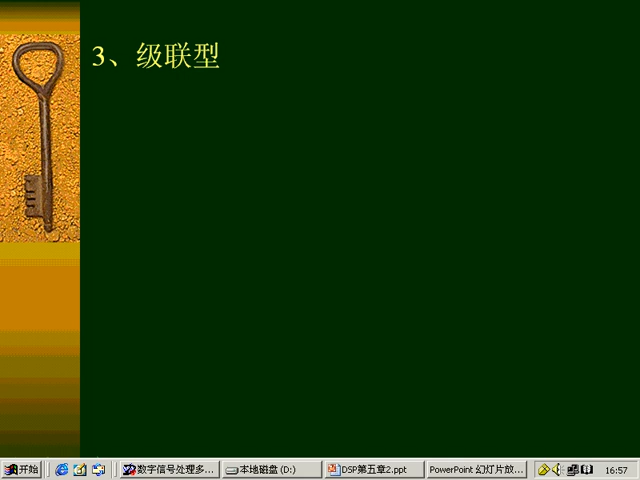 3、级联型
开始
数字信号处理多...
本地磁盘 (D:)
DSP第五章2.ppt
PowerPoint 幻灯片放...
16:57